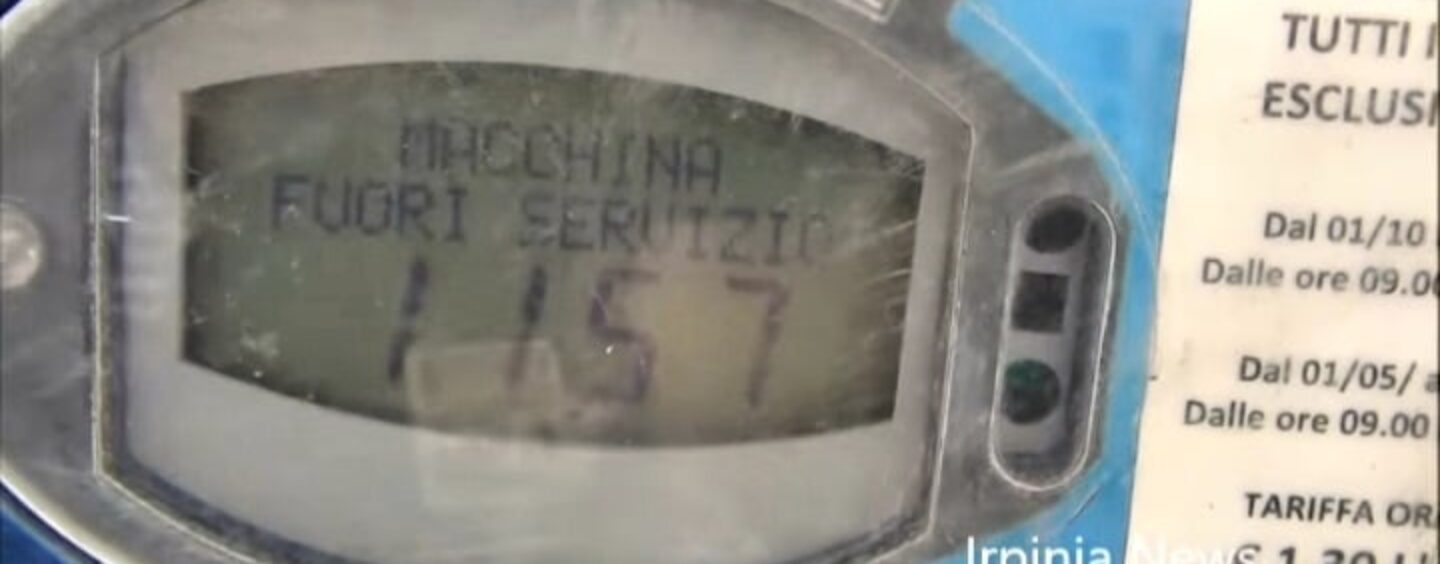 MACCHINA
FUORI SERVIZIO
1157
TUTTI I
ESCLUSI
Dal 01/10
Dalle ore 09.00
Dal 01/05/ a
Dalle ore 09.00
TARIFFA OR
Irpinia News